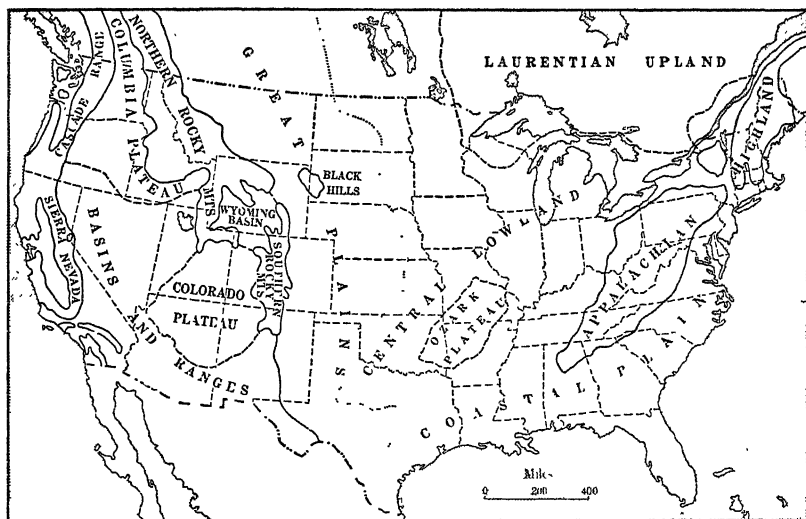 LAURENTIAN UPLAND
CASCADE RANGE
COLUMBIA PLATEAU
NORTHERN ROCKY MTS
GREAT PLAINS
BLACK HILLS
WYOMING BASIN
SOUTHERN ROCKY MTS
SIERRA NEVADA
BASINS AND RANGES
COLORADO PLATEAU
CENTRAL LOWLAND
OZARK PLATEAU
APPALACHIAN HIGHLAND
COASTAL PLAIN
Miles
0 200 400